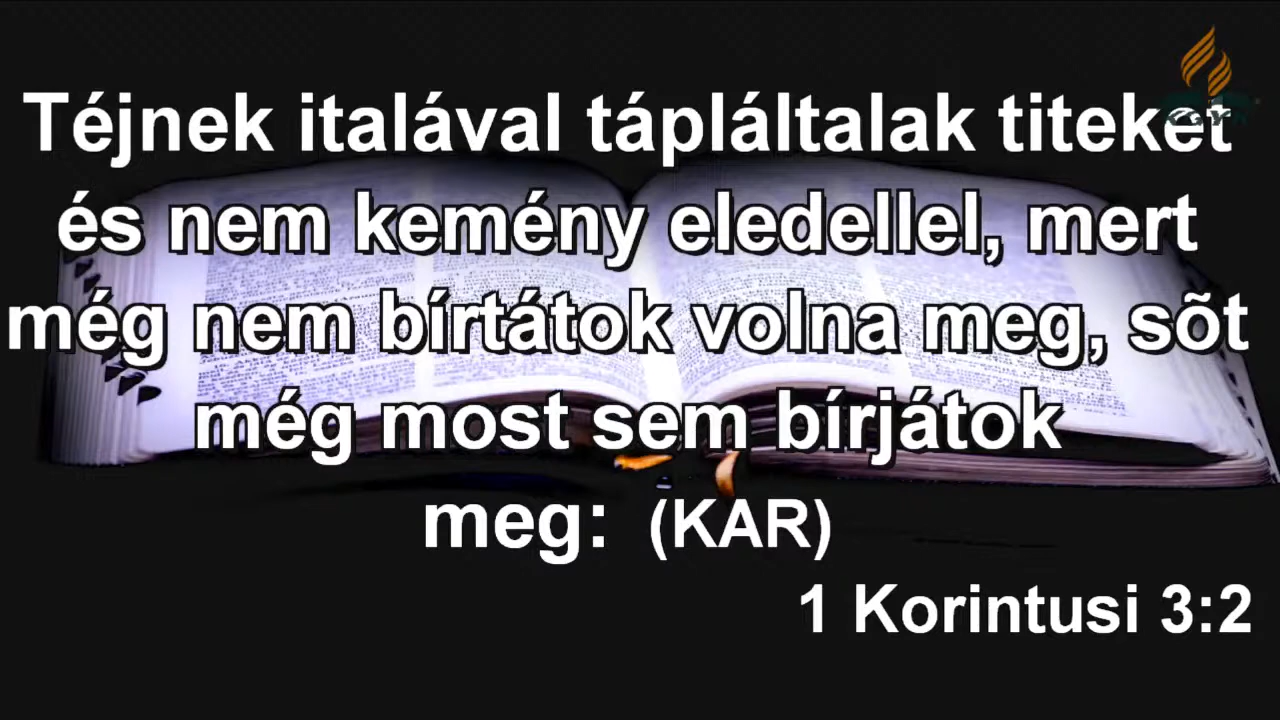 Téjnek italával tápláltalak titeket
és nem kemény eledellel, mert
még nem bírtátok volna meg, sõt
még most sem bírjátok
meg: (KAR)
1 Korintusi 3:2